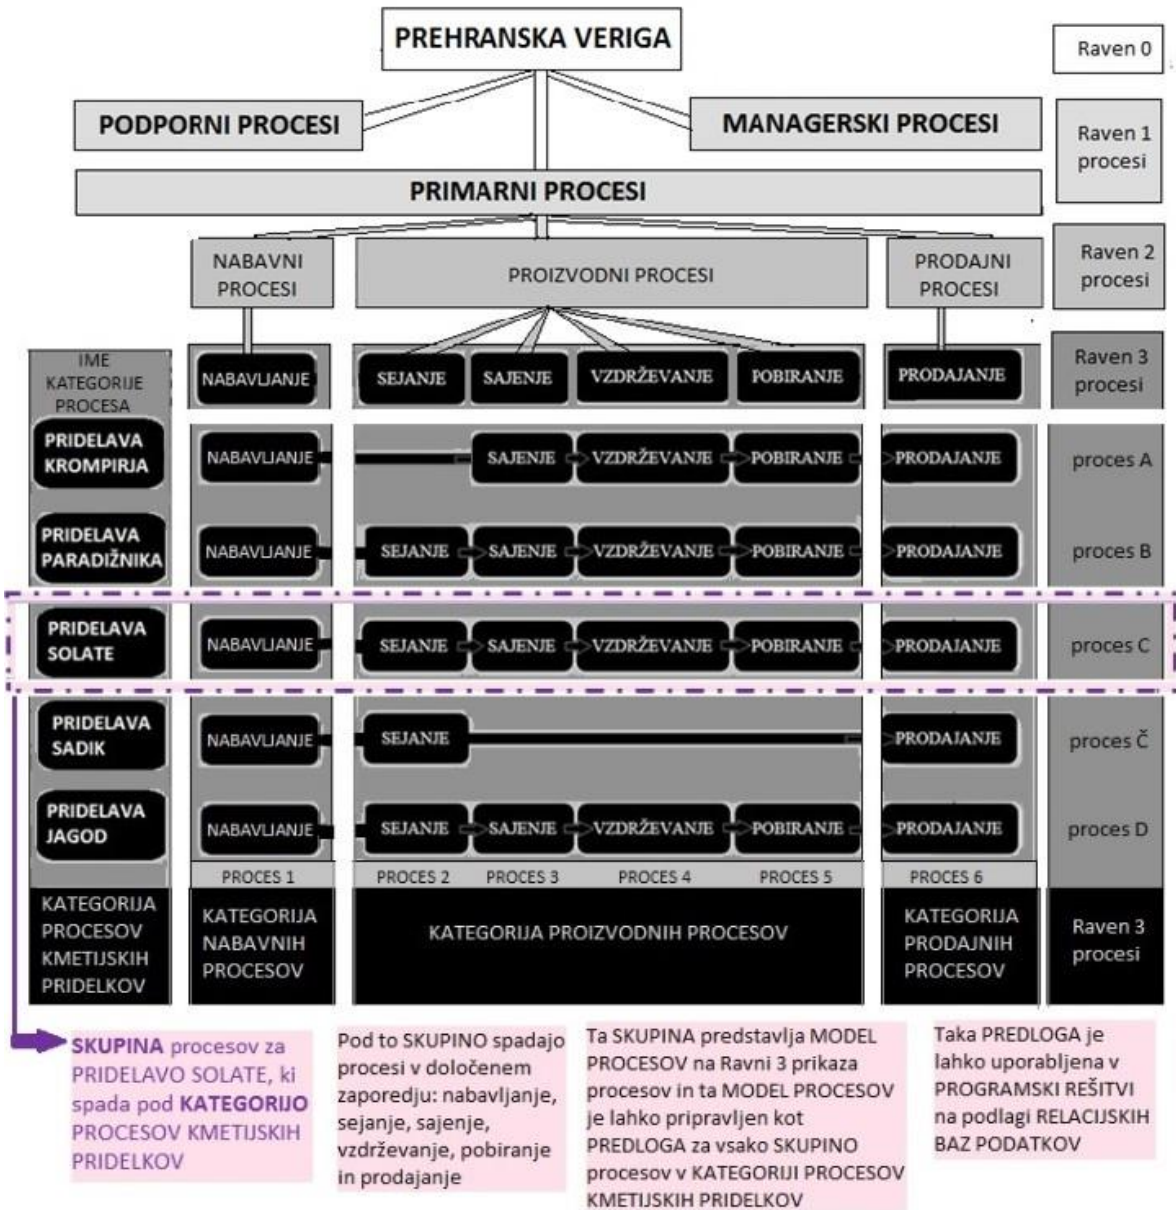 PREHRANSKA VERIGA
Raven 0
PODPORNI PROCESI
MANAGERSKI PROCESI
Raven 1
procesi
PRIMARNI PROCESI
NABAVNI
PROCESI
PROIZVODNI PROCESI
PRODAJNI
PROCESI
Raven 2
procesi
IME
KATEGORIJE
PROCESA
NABAVLJANJE
SEJANJE
SAJENJE
VZDRŽEVANJE
POBIRANJE
PRODAJANJE
Raven 3
procesi
PRIDELAVA
KROMPIRJA
NABAVLJANJE
SAJENJE
VZDRŽEVANJE
POBIRANJE
PRODAJANJE
proces A
PRIDELAVA
PARADIŽNIKA
NABAVLJANJE
SEJANJE
SAJENJE
VZDRŽEVANJE
POBIRANJE
PRODAJANJE
proces B
PRIDELAVA
SOLATE
NABAVLJANJE
SEJANJE
SAJENJE
VZDRŽEVANJE
POBIRANJE
PRODAJANJE
proces C
PRIDELAVA
SADIK
NABAVLJANJE
SEJANJE
PRODAJANJE
proces Č
PRIDELAVA
JAGOD
NABAVLJANJE
SEJANJE
SAJENJE
VZDRŽEVANJE
POBIRANJE
PRODAJANJE
proces D
PROCES 1
PROCES 2
PROCES 3
PROCES 4
PROCES 5
PROCES 6
KATEGORIJA
PROCESOV
KMETIJSKIH
PRIDELKOV
KATEGORIJA
NABAVNIH
PROCESOV
KATEGORIJA PROIZVODNIH PROCESOV
KATEGORIJA
PRODAJNIH
PROCESOV
Raven 3
procesi
SKUPINA procesov za
PRIDELAVO SOLATE, ki
spada pod KATEGORIJO
PROCESOV KMETIJSKIH
PRIDELKOV
Pod to SKUPINO spadajo
procesi v določenem
zaporedju: nabavljanje,
sejanje, sajenje,
vzdrževanje, pobiranje
in prodajanje
Ta SKUPINA predstavlja MODEL
PROCESOV na Ravni 3 prikaza
procesov in ta MODEL PROCESOV
je lahko pripravljen kot
PREDLOGA za vsako SKUPINO
procesov v KATEGORIJI PROCESOV
KMETIJSKIH PRIDELKOV
Taka PREDLOGA je
lahko uporabljena v
PROGRAMSKI REŠITVI
na podlagi RELACIJSKIH
BAZ PODATKOV